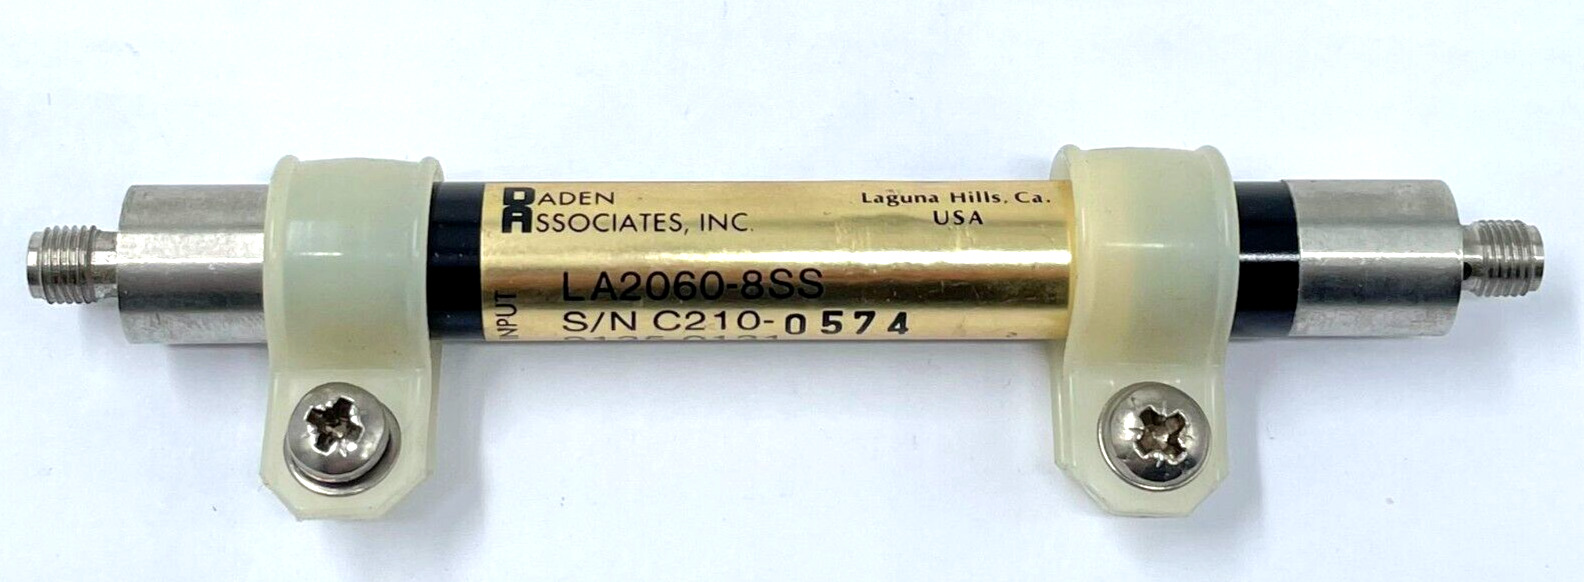 DADEN
ASSOCIATES, INC.
Laguna Hills, Ca.
USA
LA2060-8SS
S/N C210-0574
INPUT